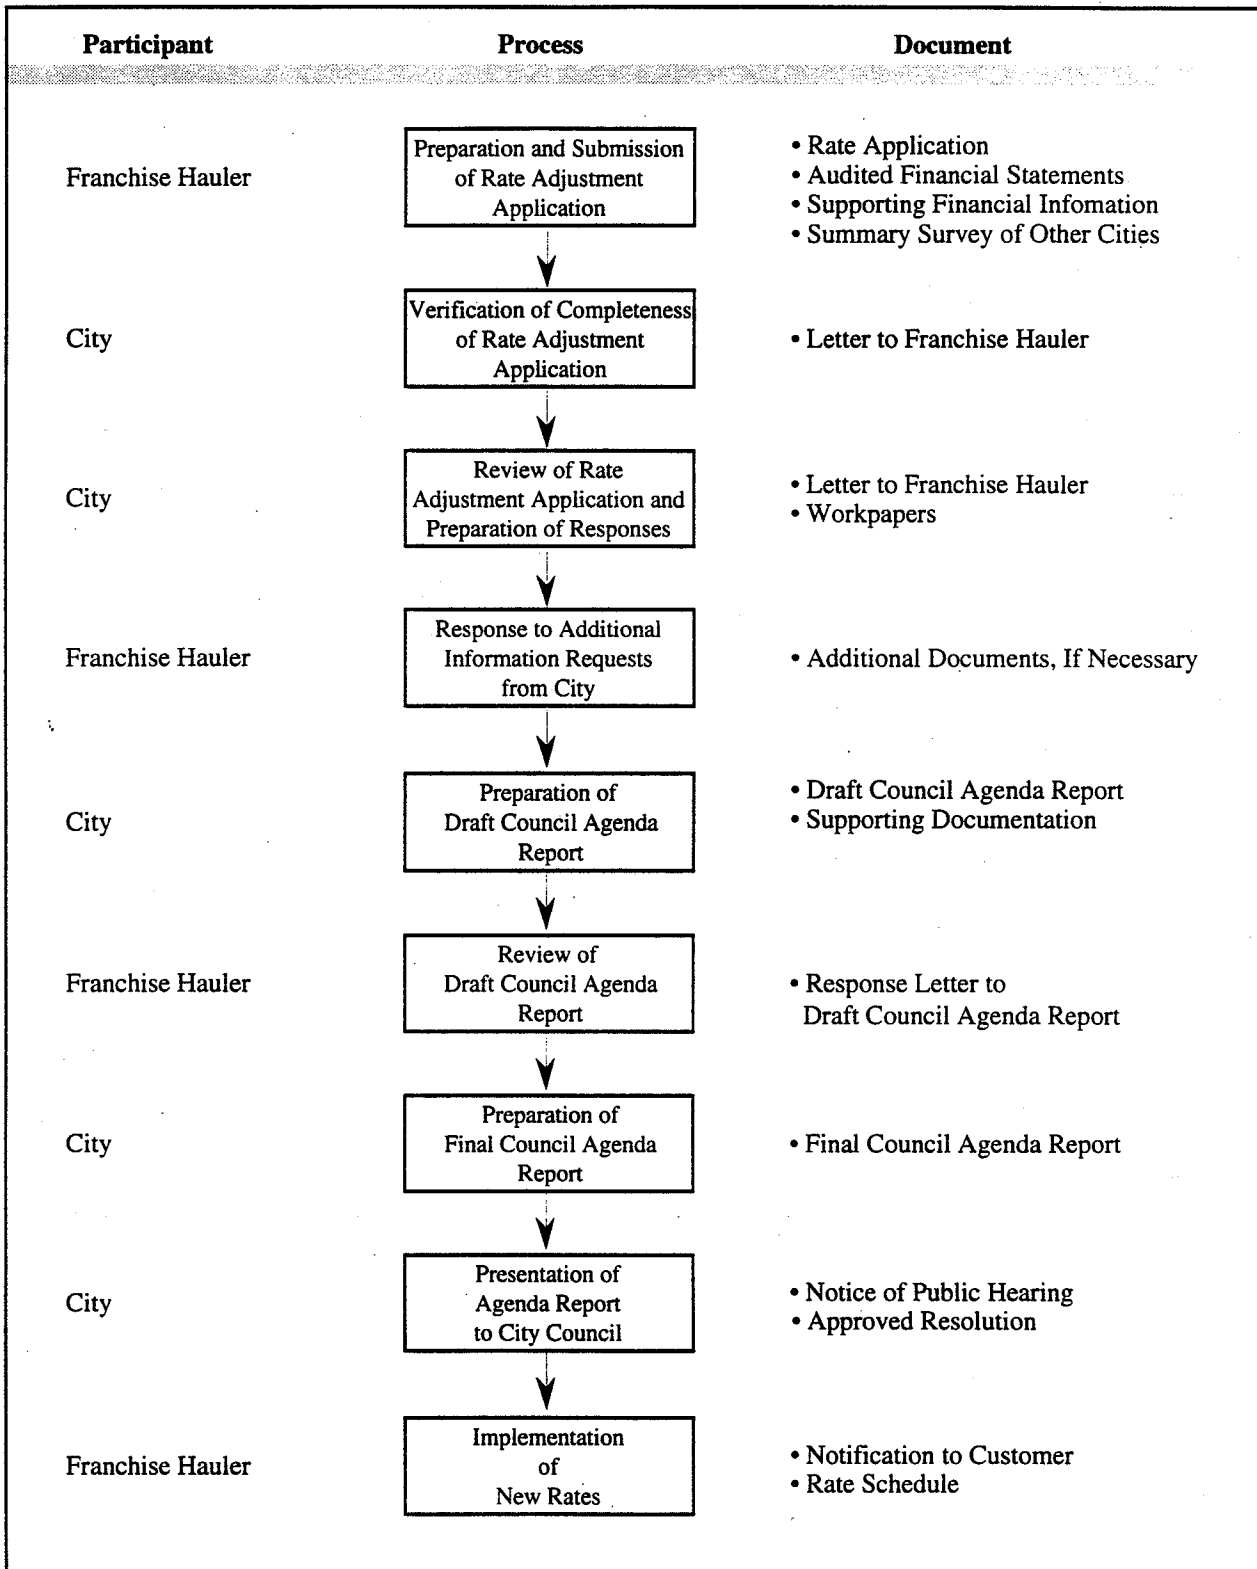 Participant Process Document
Franchise Hauler
Preparation and Submission
of Rate Adjustment
Application
• Rate Application
• Audited Financial Statements
• Supporting Financial Infomation
• Summary Survey of Other Cities
City
Verification of Completeness
of Rate Adjustment
Application
• Letter to Franchise Hauler
City
Review of Rate
Adjustment Application and
Preparation of Responses
• Letter to Franchise Hauler
• Workpapers
Franchise Hauler
Response to Additional
Information Requests
from City
• Additional Documents, If Necessary
City
Preparation of
Draft Council Agenda
Report
• Draft Council Agenda Report
• Supporting Documentation
Franchise Hauler
Review of
Draft Council Agenda
Report
• Response Letter to
Draft Council Agenda Report
City
Preparation of
Final Council Agenda
Report
• Final Council Agenda Report
City
Presentation of
Agenda Report
to City Council
• Notice of Public Hearing
• Approved Resolution
Franchise Hauler
Implementation
of
New Rates
• Notification to Customer
• Rate Schedule